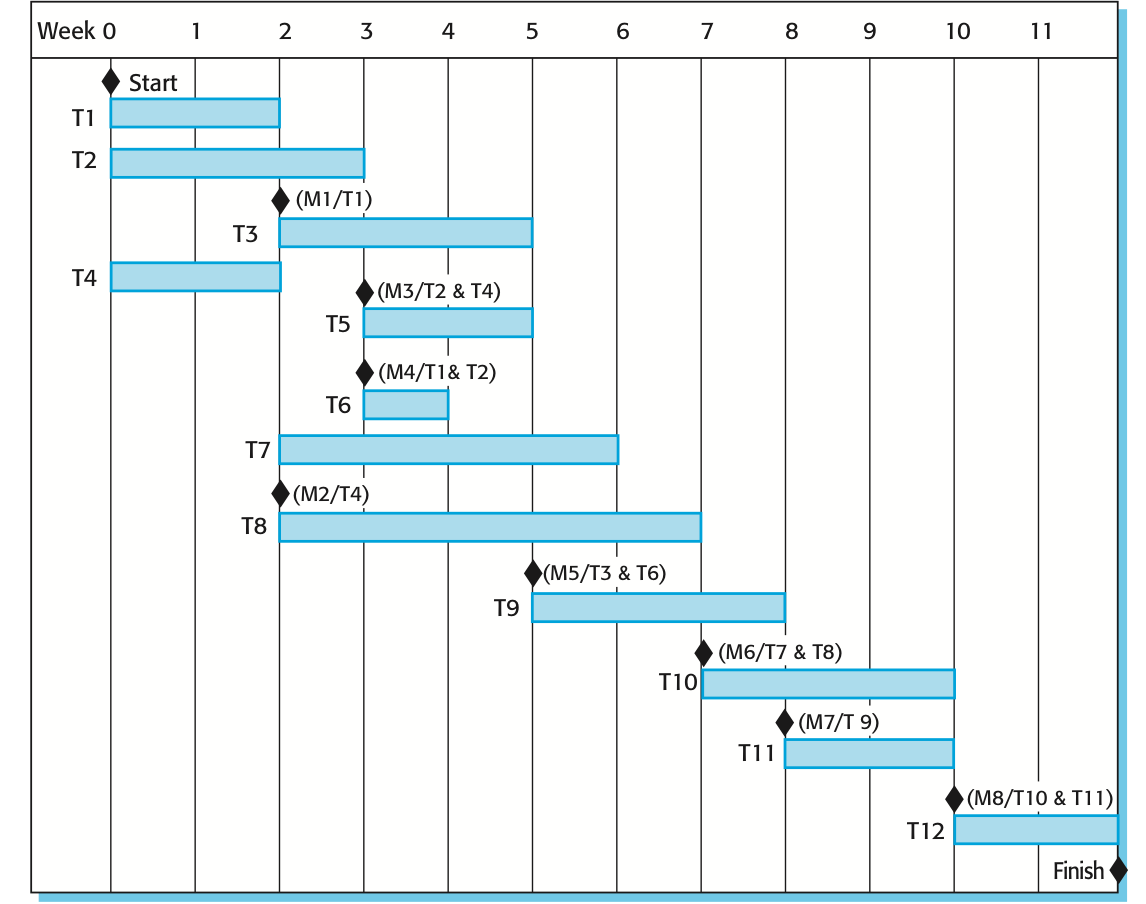 Week 0 1 2 3 4 5 6 7 8 9 10 11
Start
T1
T2
(M1/T1)
T3
T4
(M3/T2 & T4)
T5
(M4/T1& T2)
T6
T7
(M2/T4)
T8
(M5/T3 & T6)
T9
(M6/T7 & T8)
T10
(M7/T 9)
T11
(M8/T10 & T11)
T12
Finish